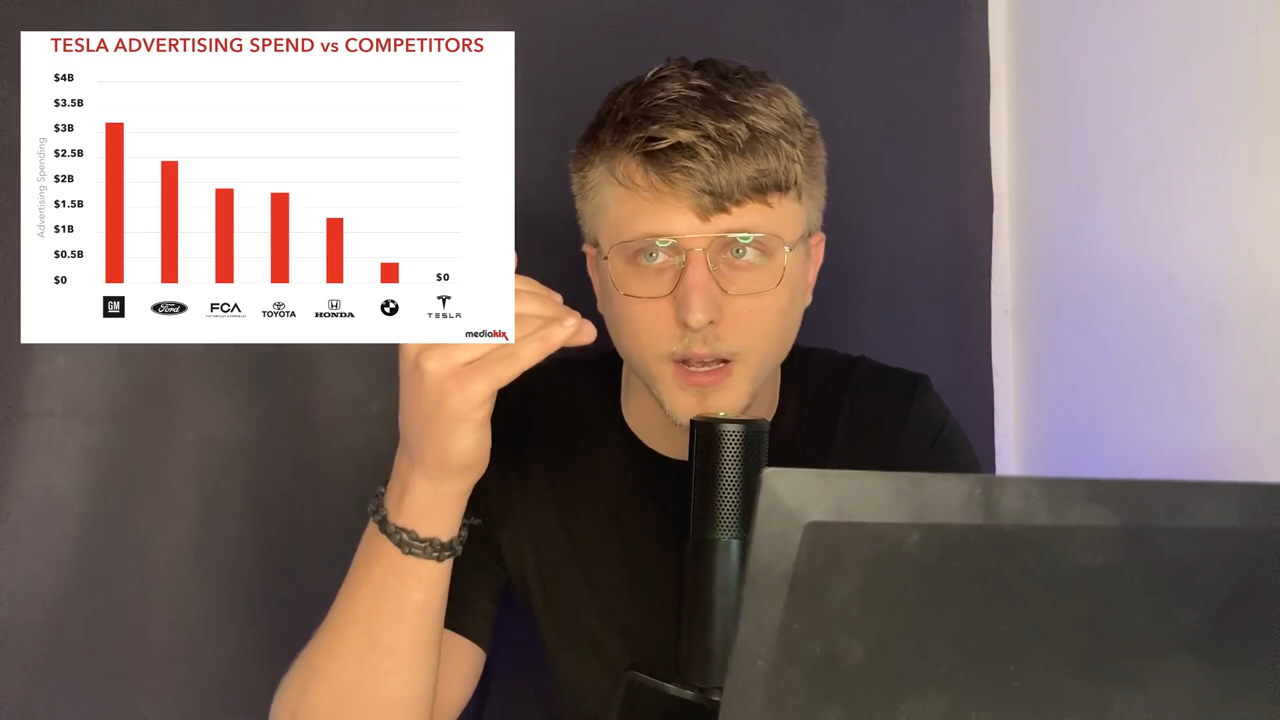 TESLA ADVERTISING SPEND vs COMPETITORS
$4B
$3.5B
$3B
$2.5B
$2B
$1.5B
$1B
$0.5B
$0
Advertising Spending
$0
GM
Ford
FCA
TOYOTA
HONDA
TESLA
mediakix